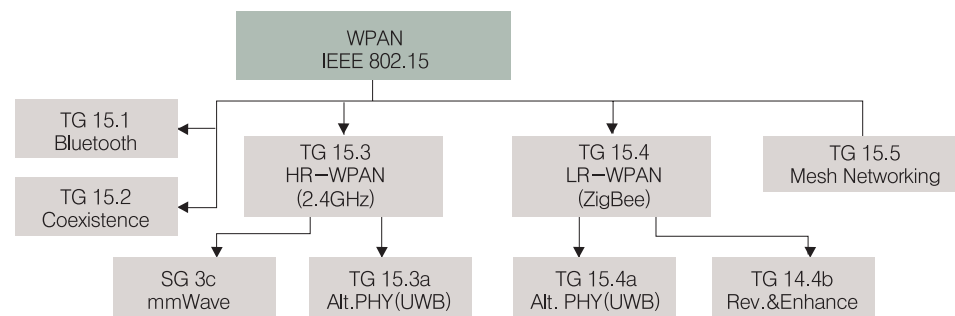 WPAN
IEEE 802.15
TG 15.1
Bluetooth
TG 15.2
Coexistence
TG 15.3
HR-WPAN
(2.4GHz)
TG 15.4
LR-WPAN
(ZigBee)
TG 15.5
Mesh Networking
SG 3c
mmWave
TG 15.3a
Alt.PHY(UWB)
TG 15.4a
Alt. PHY(UWB)
TG 14.4b
Rev.&Enhance